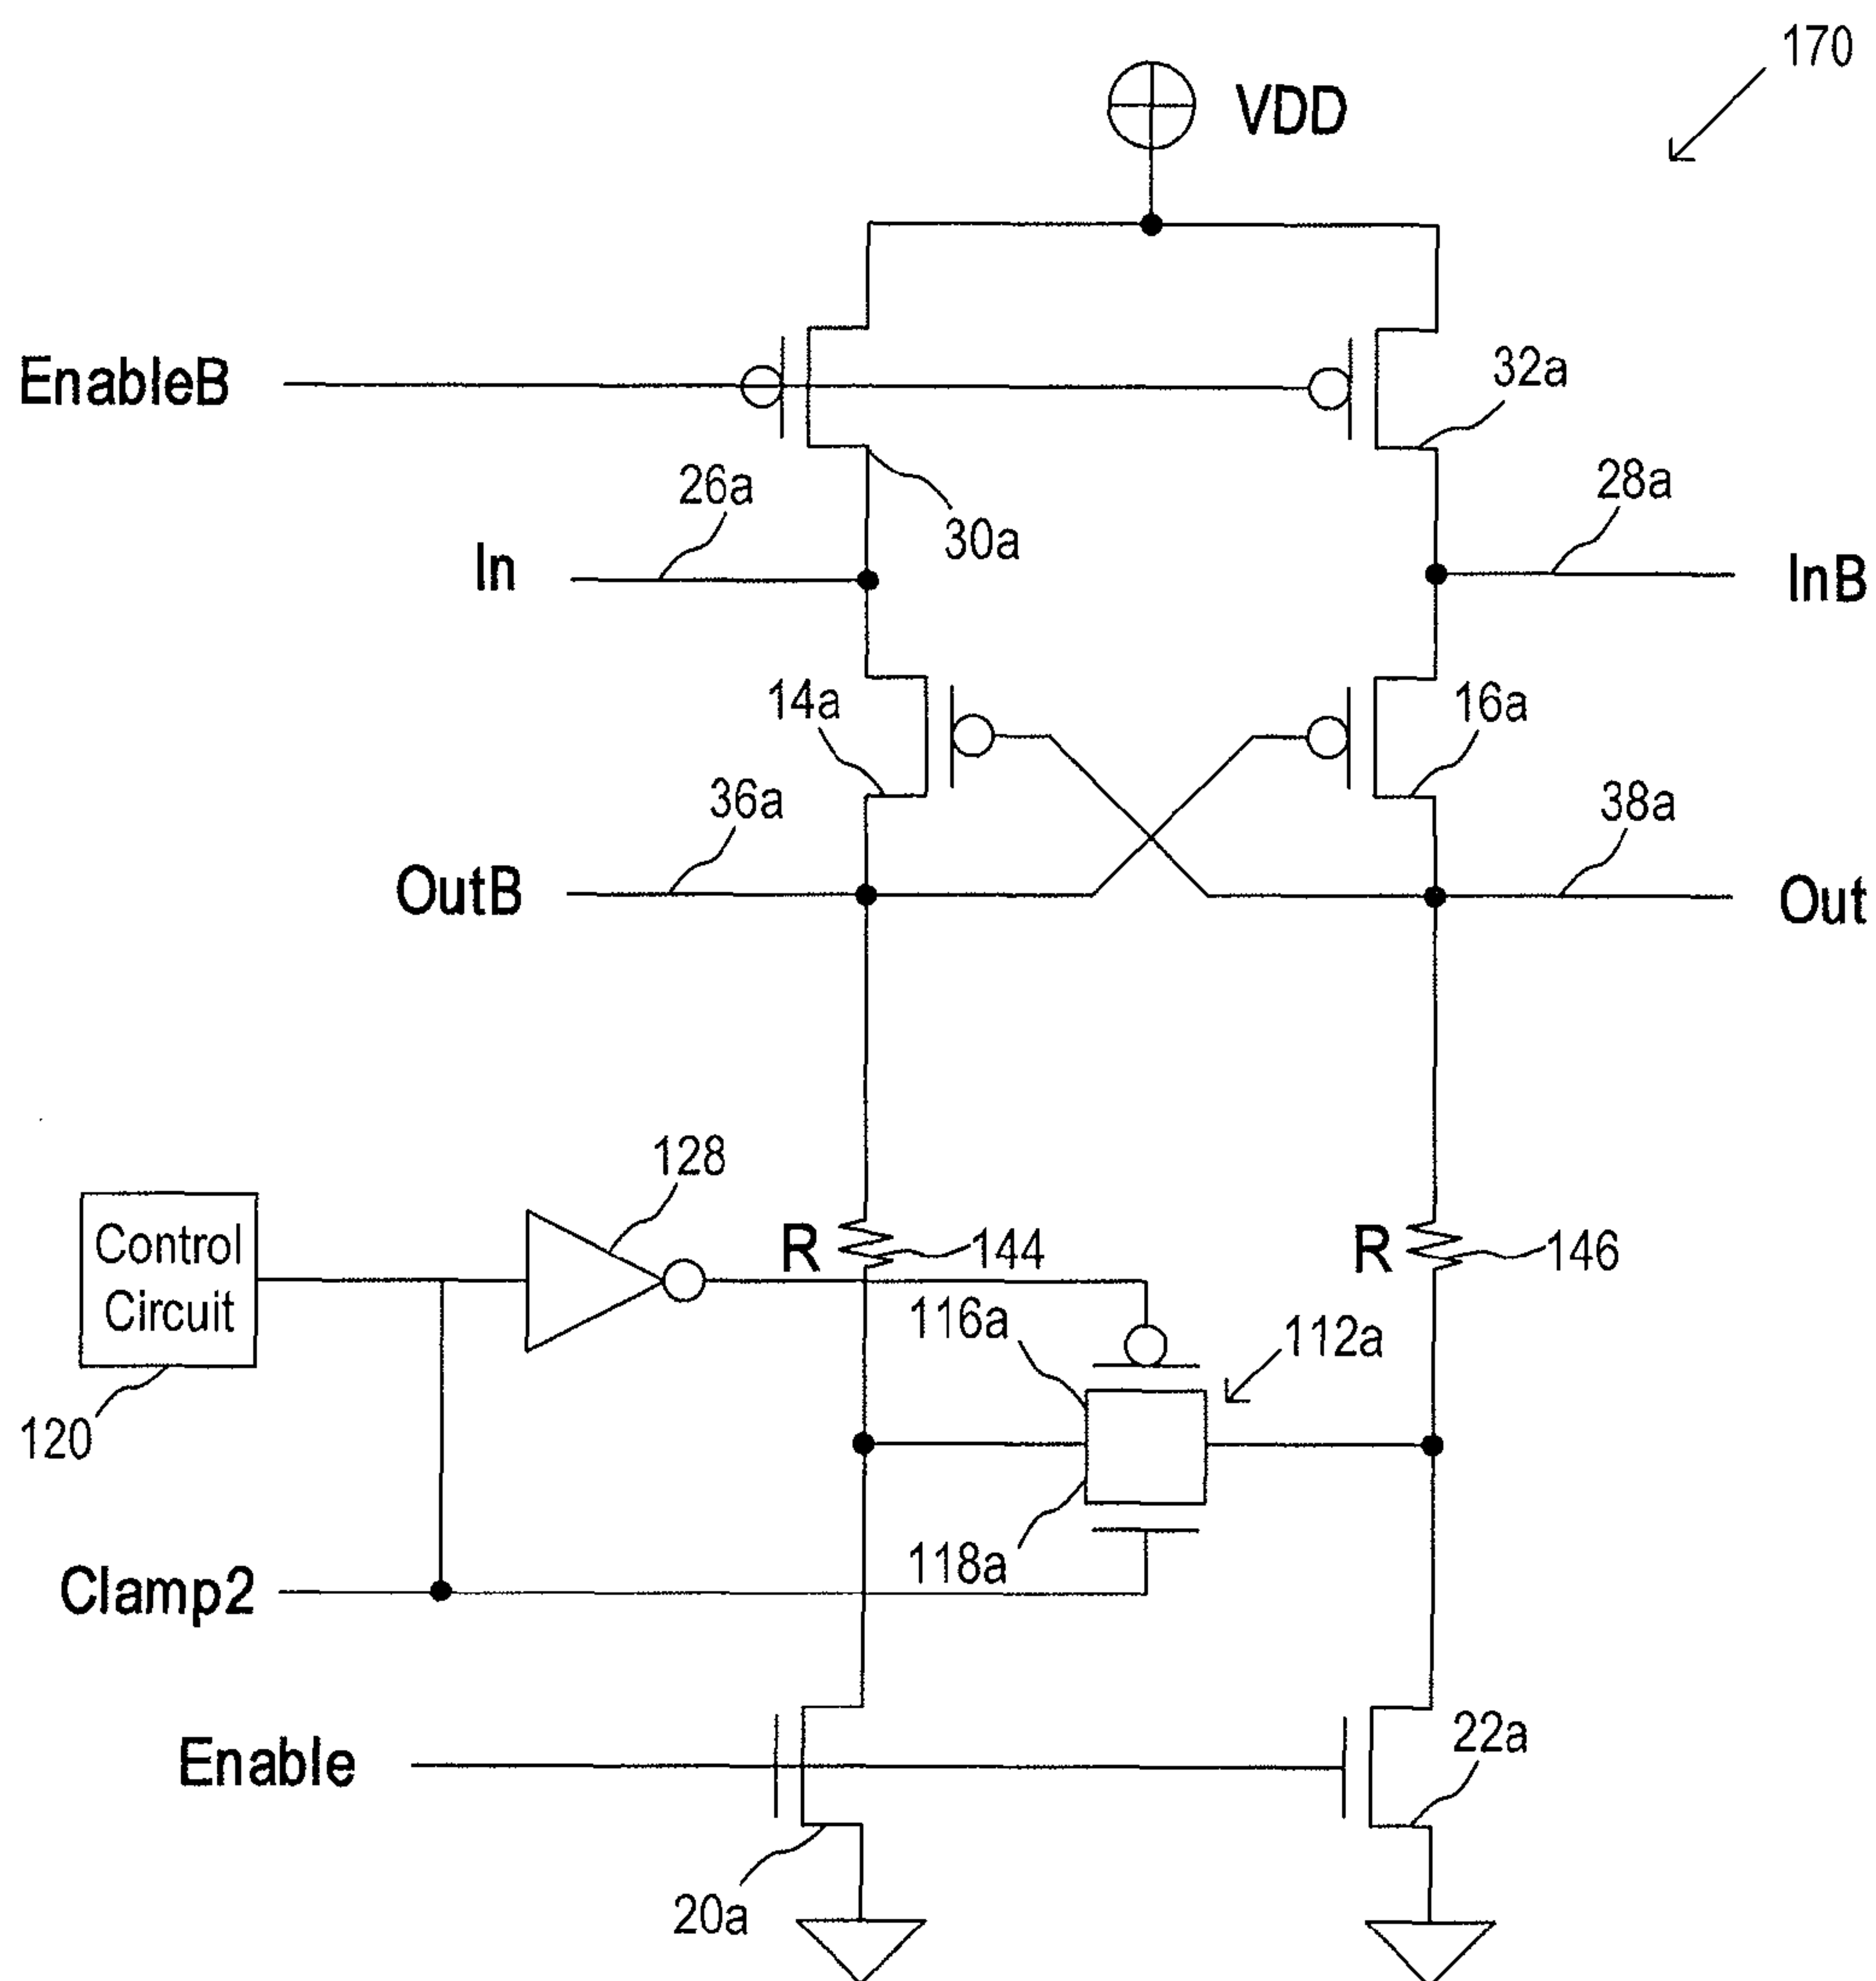 170
VDD
EnableB
32a
26a
28a
30a
In
InB
14a
16a
36a
38a
OutB
Out
128
Control
Circuit
R
144
R
146
116a
112a
120
118a
Clamp2
Enable
22a
20a